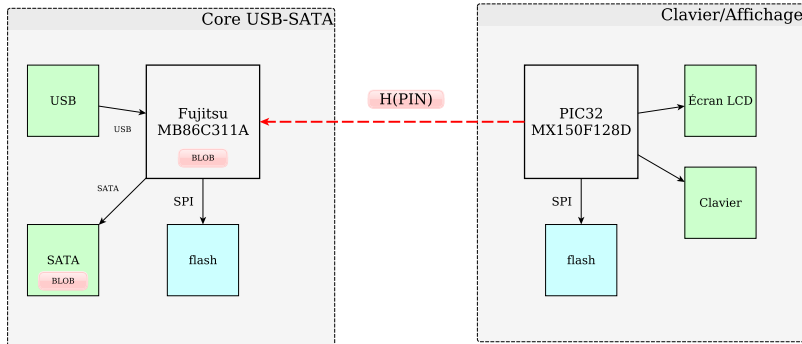 Core USB-SATA
Clavier/Affichage
USB
USB
Fujitsu
MB86C311A
BLOB
H(PIN)
PIC32
MX150F128D
Écran LCD
SATA
SPI
SPI
Clavier
SATA
BLOB
flash
flash